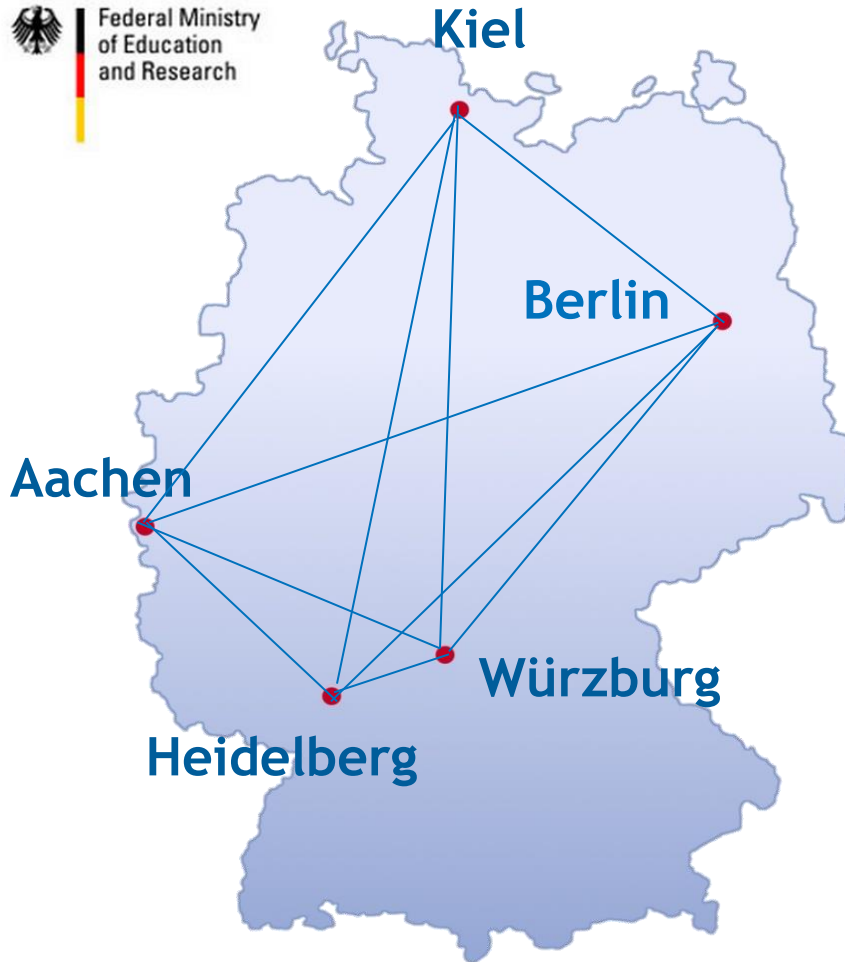 Federal Ministry
of Education
and Research
Kiel
Berlin
Aachen
Würzburg
Heidelberg